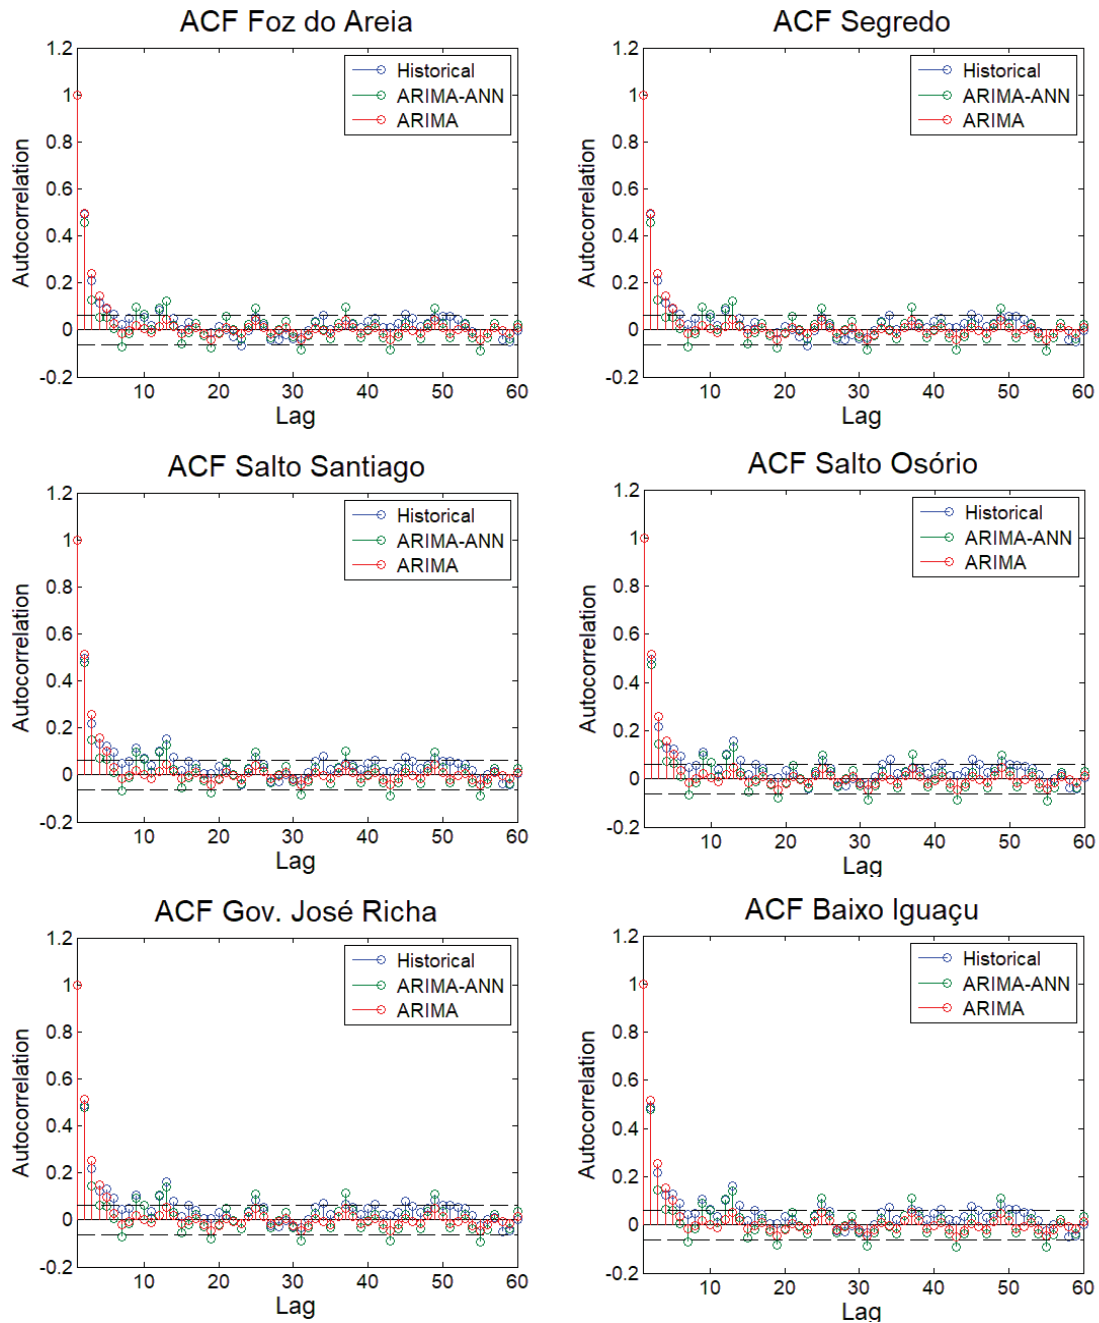 ACF Foz do Areia
1.2
1
0.8
0.6
0.4
0.2
0
-0.2
Autocorrelation
Historical
ARIMA-ANN
ARIMA
10 20 30 40 50 60
Lag
ACF Segredo
1.2
1
0.8
0.6
0.4
0.2
0
-0.2
Autocorrelation
Historical
ARIMA-ANN
ARIMA
10 20 30 40 50 60
Lag
ACF Salto Santiago
1.2
1
0.8
0.6
0.4
0.2
0
-0.2
Autocorrelation
Historical
ARIMA-ANN
ARIMA
10 20 30 40 50 60
Lag
ACF Salto Osório
1.2
1
0.8
0.6
0.4
0.2
0
-0.2
Autocorrelation
Historical
ARIMA-ANN
ARIMA
10 20 30 40 50 60
Lag
ACF Gov. José Richa
1.2
1
0.8
0.6
0.4
0.2
0
-0.2
Autocorrelation
Historical
ARIMA-ANN
ARIMA
10 20 30 40 50 60
Lag
ACF Baixo Iguaçu
1.2
1
0.8
0.6
0.4
0.2
0
-0.2
Autocorrelation
Historical
ARIMA-ANN
ARIMA
10 20 30 40 50 60
Lag